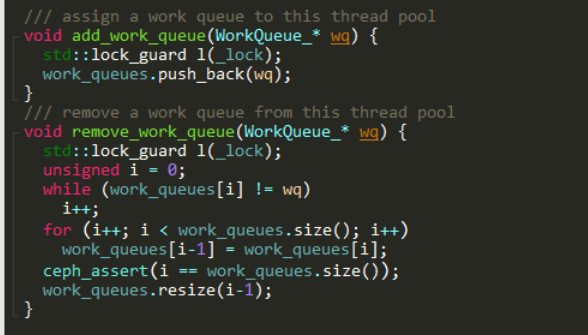 /// assign a work queue to this thread pool
void add_work_queue(WorkQueue_* wq) {
std::lock_guard l(_lock);
work_queues.push_back(wq);
}
/// remove a work queue from this thread pool
void remove_work_queue(WorkQueue_* wq) {
std::lock_guard l(_lock);
unsigned i = 0;
while (work_queues[i] != wq)
i++;
for (i++; i < work_queues.size(); i++)
work_queues[i-1] = work_queues[i];
ceph_assert(i == work_queues.size());
work_queues.resize(i-1);
}